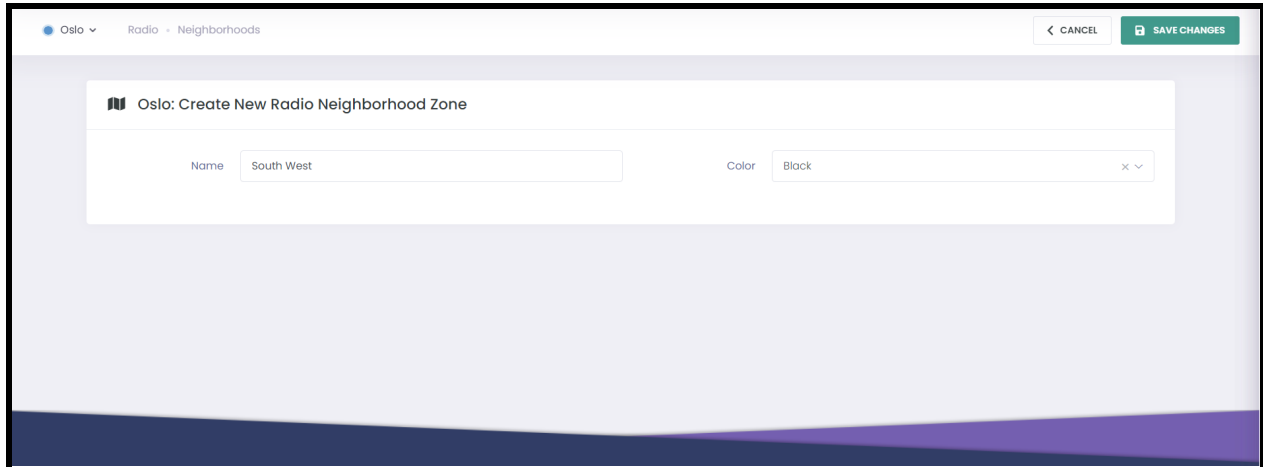 Oslo Radio Neighborhoods CANCEL SAVE CHANGES
Oslo: Create New Radio Neighborhood Zone
Name South West Color Black